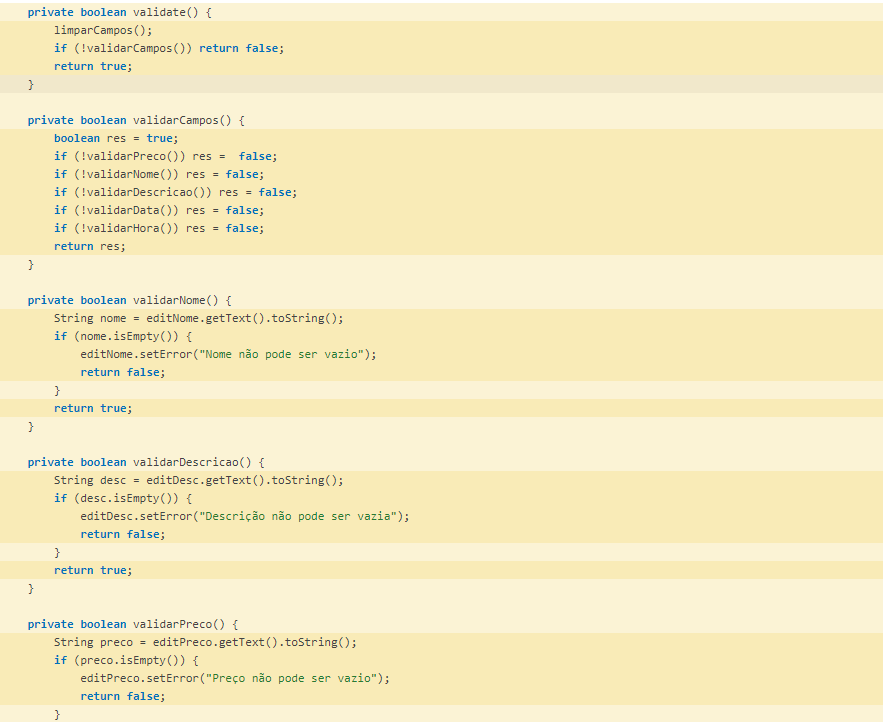 private boolean validate() {
    limparCampos();
    if (!validarCampos()) return false;
    return true;
}

private boolean validarCampos() {
    boolean res = true;
    if (!validarPreco()) res =  false;
    if (!validarNome()) res = false;
    if (!validarDescricao()) res = false;
    if (!validarData()) res = false;
    if (!validarHora()) res = false;
    return res;
}

private boolean validarNome() {
    String nome = editNome.getText().toString();
    if (nome.isEmpty()) {
        editNome.setError("Nome não pode ser vazio");
        return false;
    }
    return true;
}

private boolean validarDescricao() {
    String desc = editDesc.getText().toString();
    if (desc.isEmpty()) {
        editDesc.setError("Descrição não pode ser vazia");
        return false;
    }
    return true;
}

private boolean validarPreco() {
    String preco = editPreco.getText().toString();
    if (preco.isEmpty()) {
        editPreco.setError("Preço não pode ser vazio");
        return false;
    }